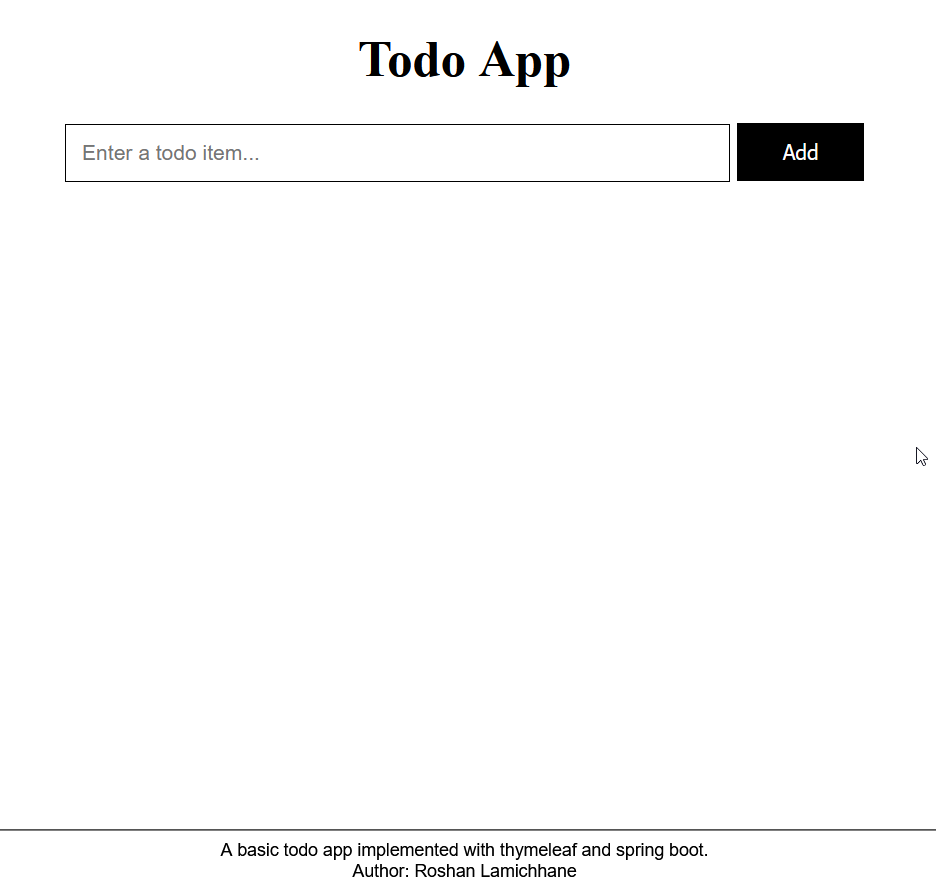 Todo App
Enter a todo item...
Add
A basic todo app implemented with thymeleaf and spring boot.
Author: Roshan Lamichhane